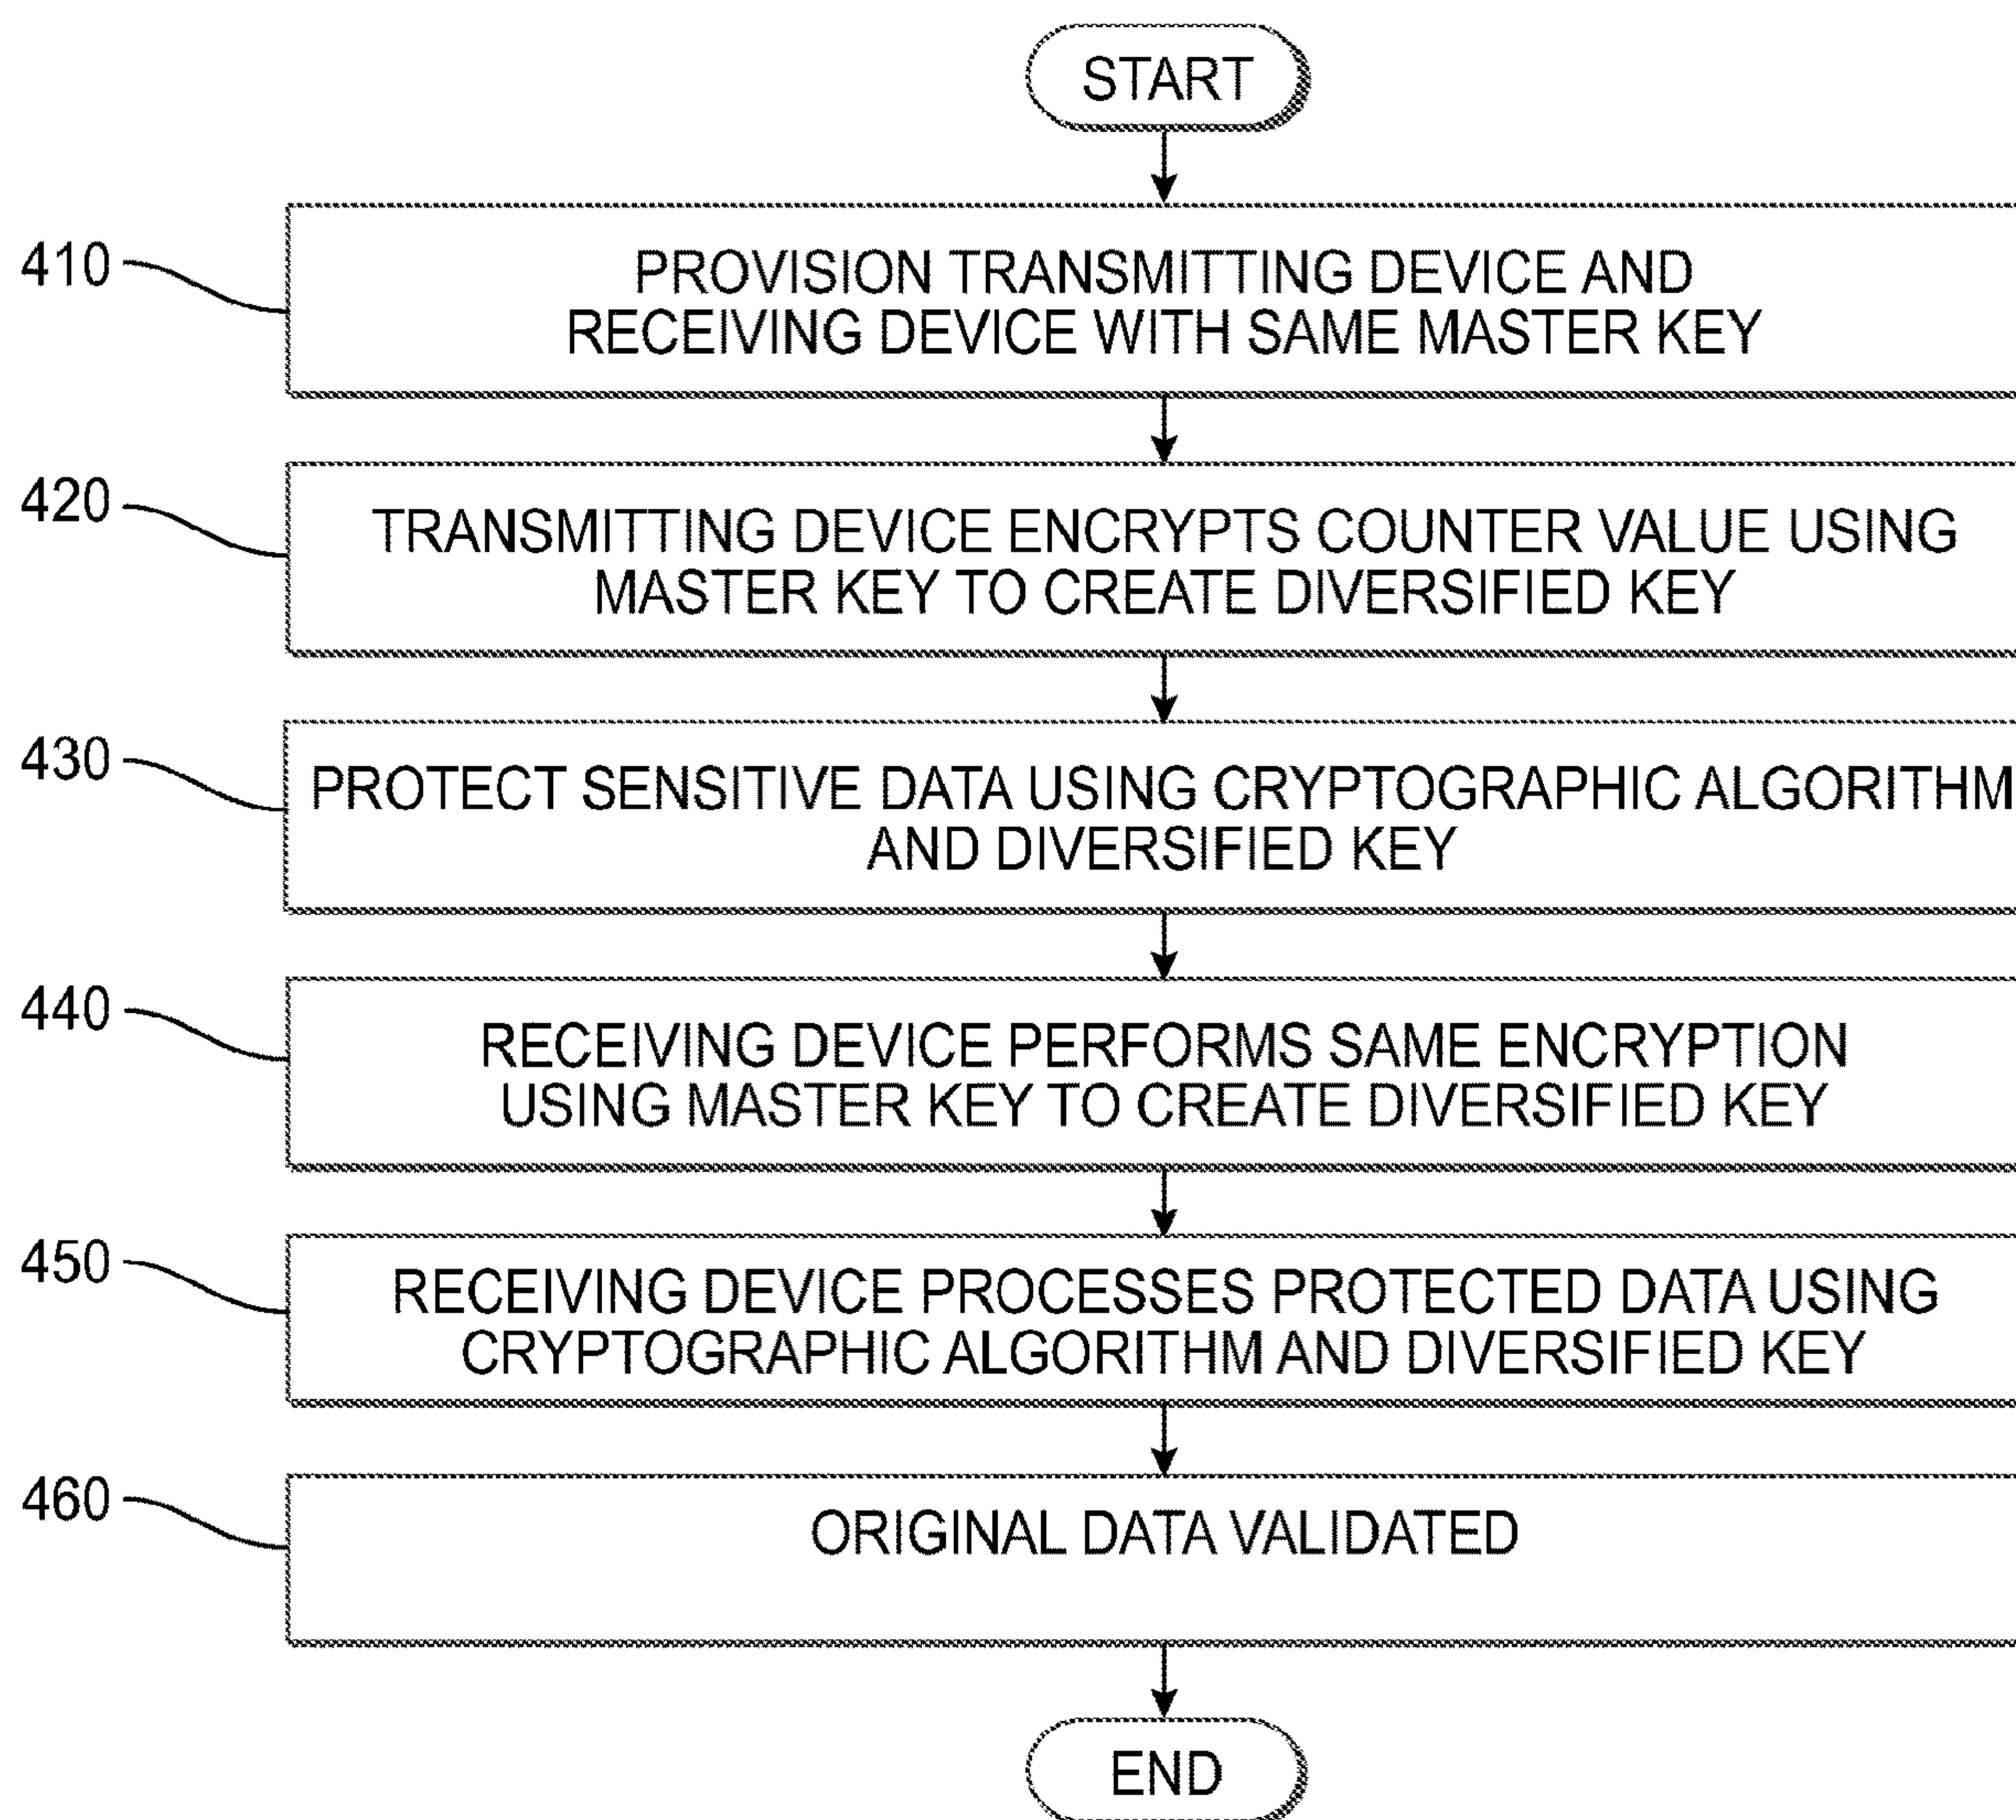 START
410
PROVISION TRANSMITTING DEVICE AND
RECEIVING DEVICE WITH SAME MASTER KEY
420
TRANSMITTING DEVICE ENCRYPTS COUNTER VALUE USING
MASTER KEY TO CREATE DIVERSIFIED KEY
430
PROTECT SENSITIVE DATA USING CRYPTOGRAPHIC ALGORITHM
AND DIVERSIFIED KEY
440
RECEIVING DEVICE PERFORMS SAME ENCRYPTION
USING MASTER KEY TO CREATE DIVERSIFIED KEY
450
RECEIVING DEVICE PROCESSES PROTECTED DATA USING
CRYPTOGRAPHIC ALGORITHM AND DIVERSIFIED KEY
460
ORIGINAL DATA VALIDATED
END